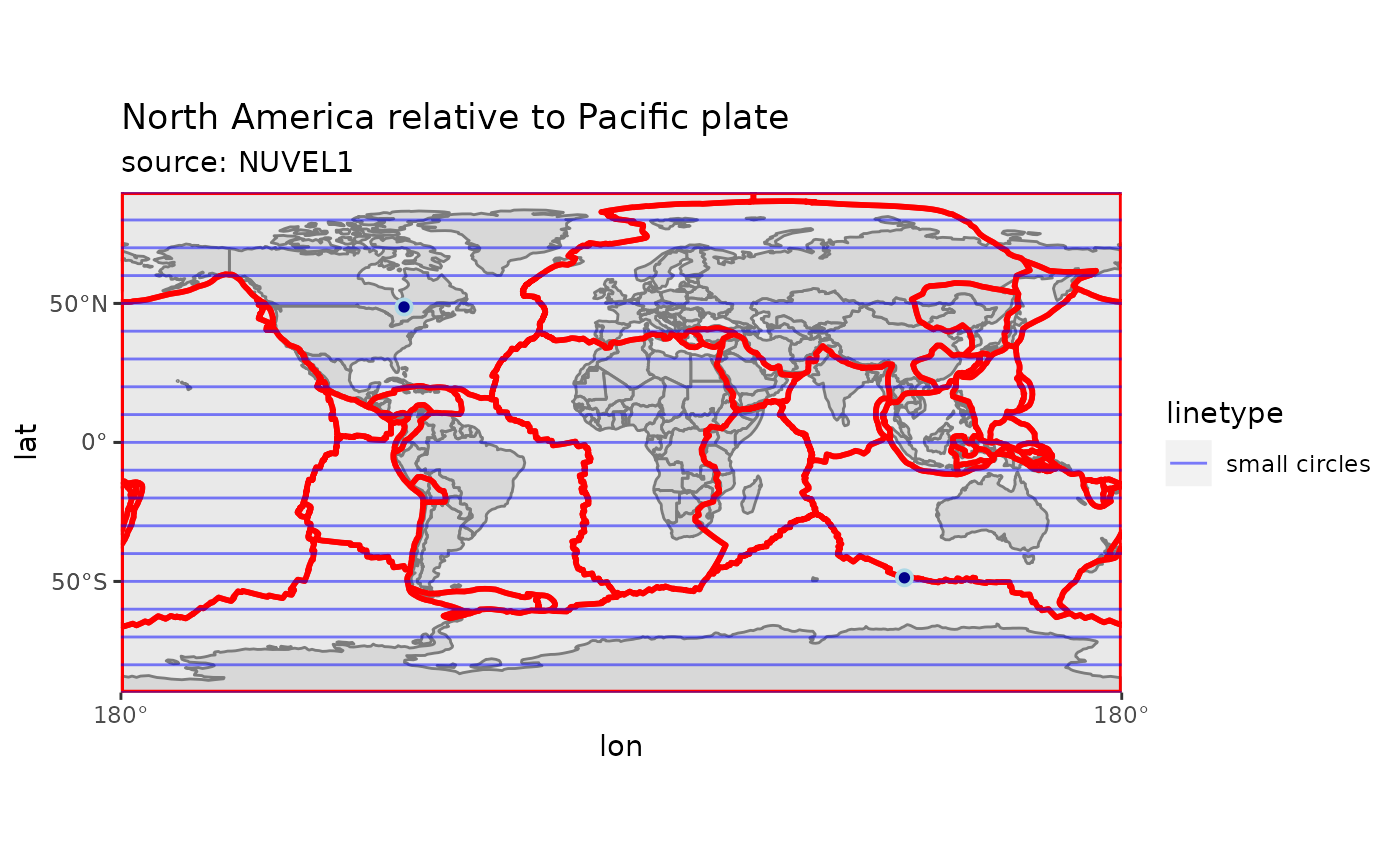 North America relative to Pacific plate
source: NUVEL1
50°N
0°
50°S
lat
180°
180°
lon
linetype
small circles